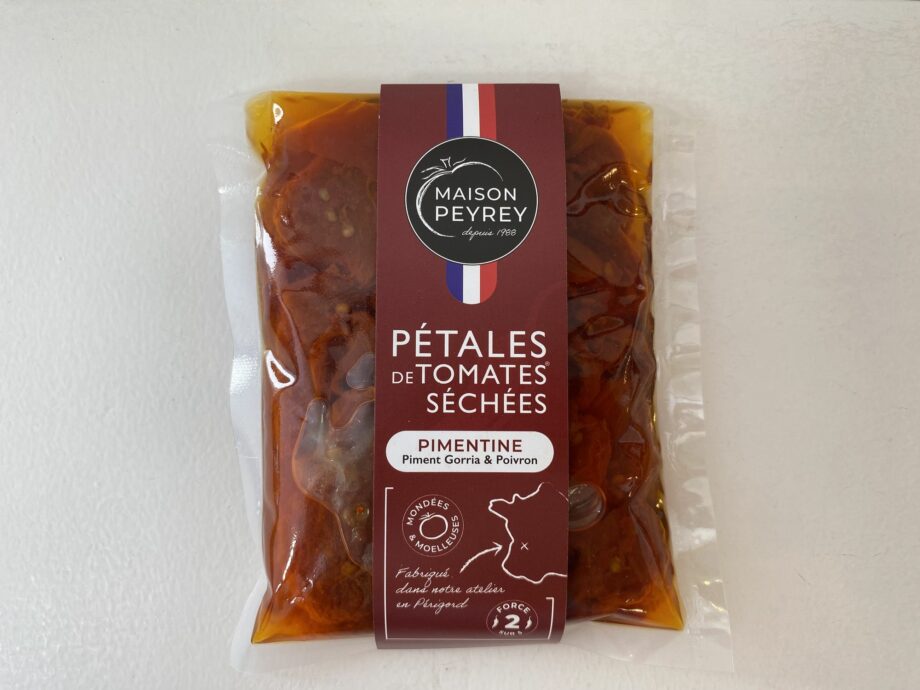 MAISON
PEYREY
depuis 1988
PÉTALES
DE TOMATES®
SÉCHÉES
PIMENTINE
Piment Gorria & Poivron
MONDÉES
& MOELLEUSES
x
Fabriqué
dans notre atelier
en Périgord
FORCE
2
SUR 5